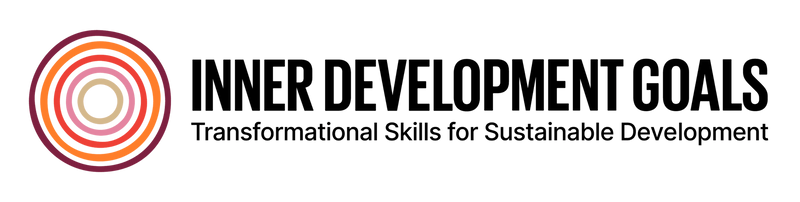 INNER DEVELOPMENT GOALS
Transformational Skills for Sustainable Development